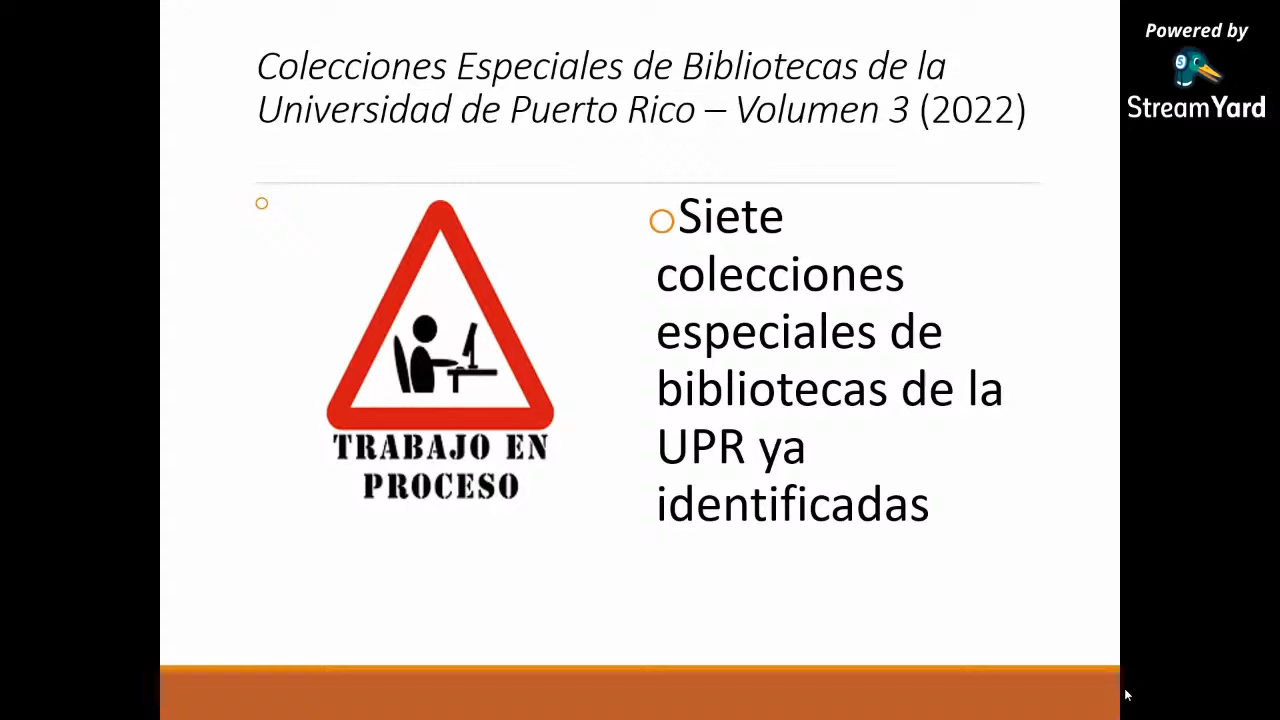 Colecciones Especiales de Bibliotecas de la
Universidad de Puerto Rico – Volumen 3 (2022)
TRABAJO EN
PROCESO
Siete
colecciones
especiales de
bibliotecas de la
UPR ya
identificadas
Powered by
S
StreamYard